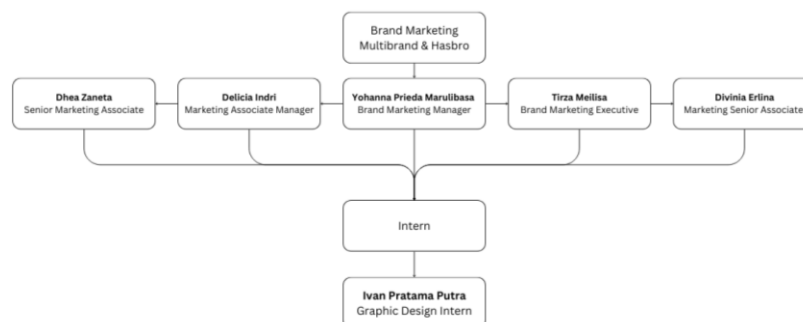 Brand Marketing
Multibrand & Hasbro
Dhea Zaneta
Senior Marketing Associate
Delicia Indri
Marketing Associate Manager
Yohanna Prieda Marulibasa
Brand Marketing Manager
Tirza Meilisa
Brand Marketing Executive
Divinia Erlina
Marketing Senior Associate
Intern
Ivan Pratama Putra
Graphic Design Intern